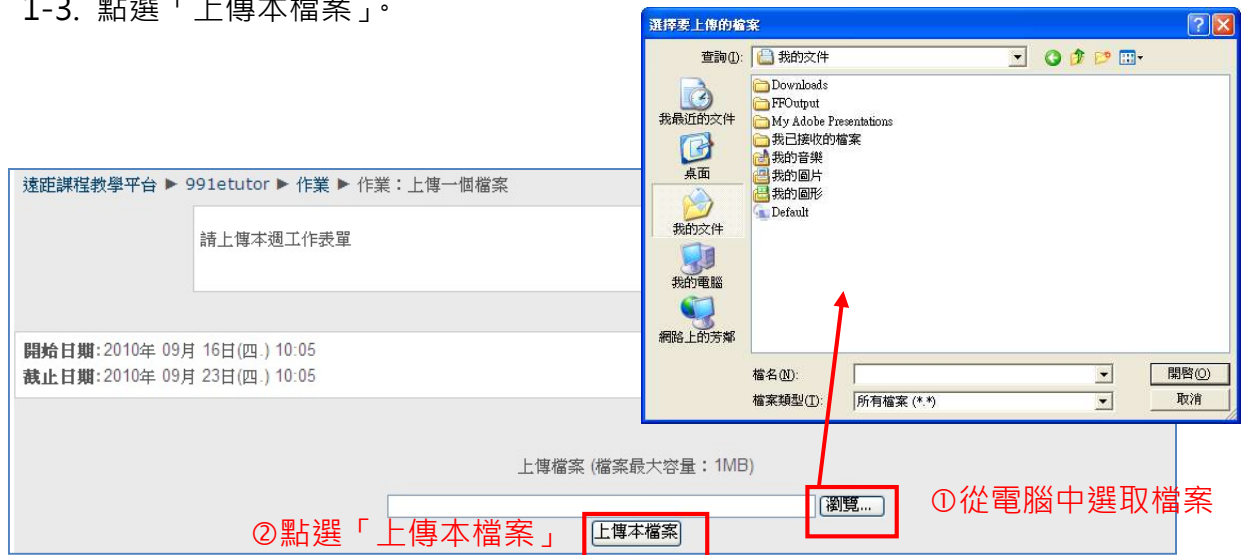 1-3. 點選「上傳本檔案」。
選擇要上傳的檔案
查詢(I):
我的文件
我最近的文件
桌面
我的文件
我的電腦
網路上的芳鄰
Downloads
FFOutput
My Adobe Presentations
我已接收的檔案
我的音樂
我的圖片
我的圖形
Default
檔名(N):
開啓(O)
檔案類型(T):
所有檔案 (*.*)
取消
遠距課程教學平台 ► 991etutor ► 作業 ► 作業：上傳一個檔案
請上傳本週工作表單
開始日期:2010年 09月 16日(四.) 10:05
截止日期:2010年 09月 23日(四.) 10:05
上傳檔案 (檔案最大容量：1MB)
瀏覽...
①從電腦中選取檔案
②點選「上傳本檔案」
上傳本檔案